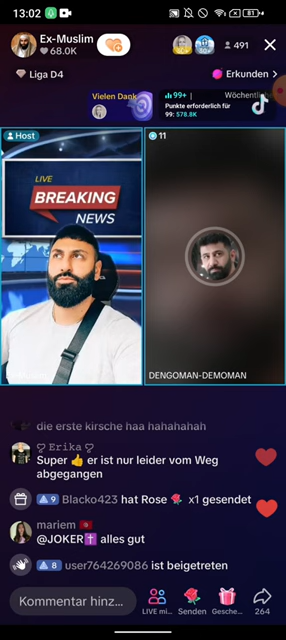 13:02
81
Ex-Muslim
68.0K
491
Liga D4
Erkunden
Vielen Dank
99+
Wöchentliche
Punkte erforderlich für
99: 578.8K
Host
11
LIVE
BREAKING
NEWS
DENGOMAN-DEMOMAN
die erste kirsche haa hahahahah
Erika
Super 👍 er ist nur leider vom Weg
abgegangen
9 Blacko423 hat Rose 🌹 x1 gesendet
mariem 🇹🇳
@JOKER✝️ alles gut
8 user764269086 ist beigetreten
Kommentar hinz...
LIVE mi...
Senden
Gesche...
264